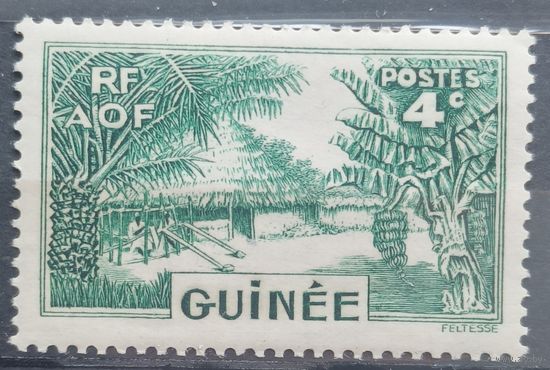 RF
AOF
POSTES
4c
GUiNÉE
FELTESSE